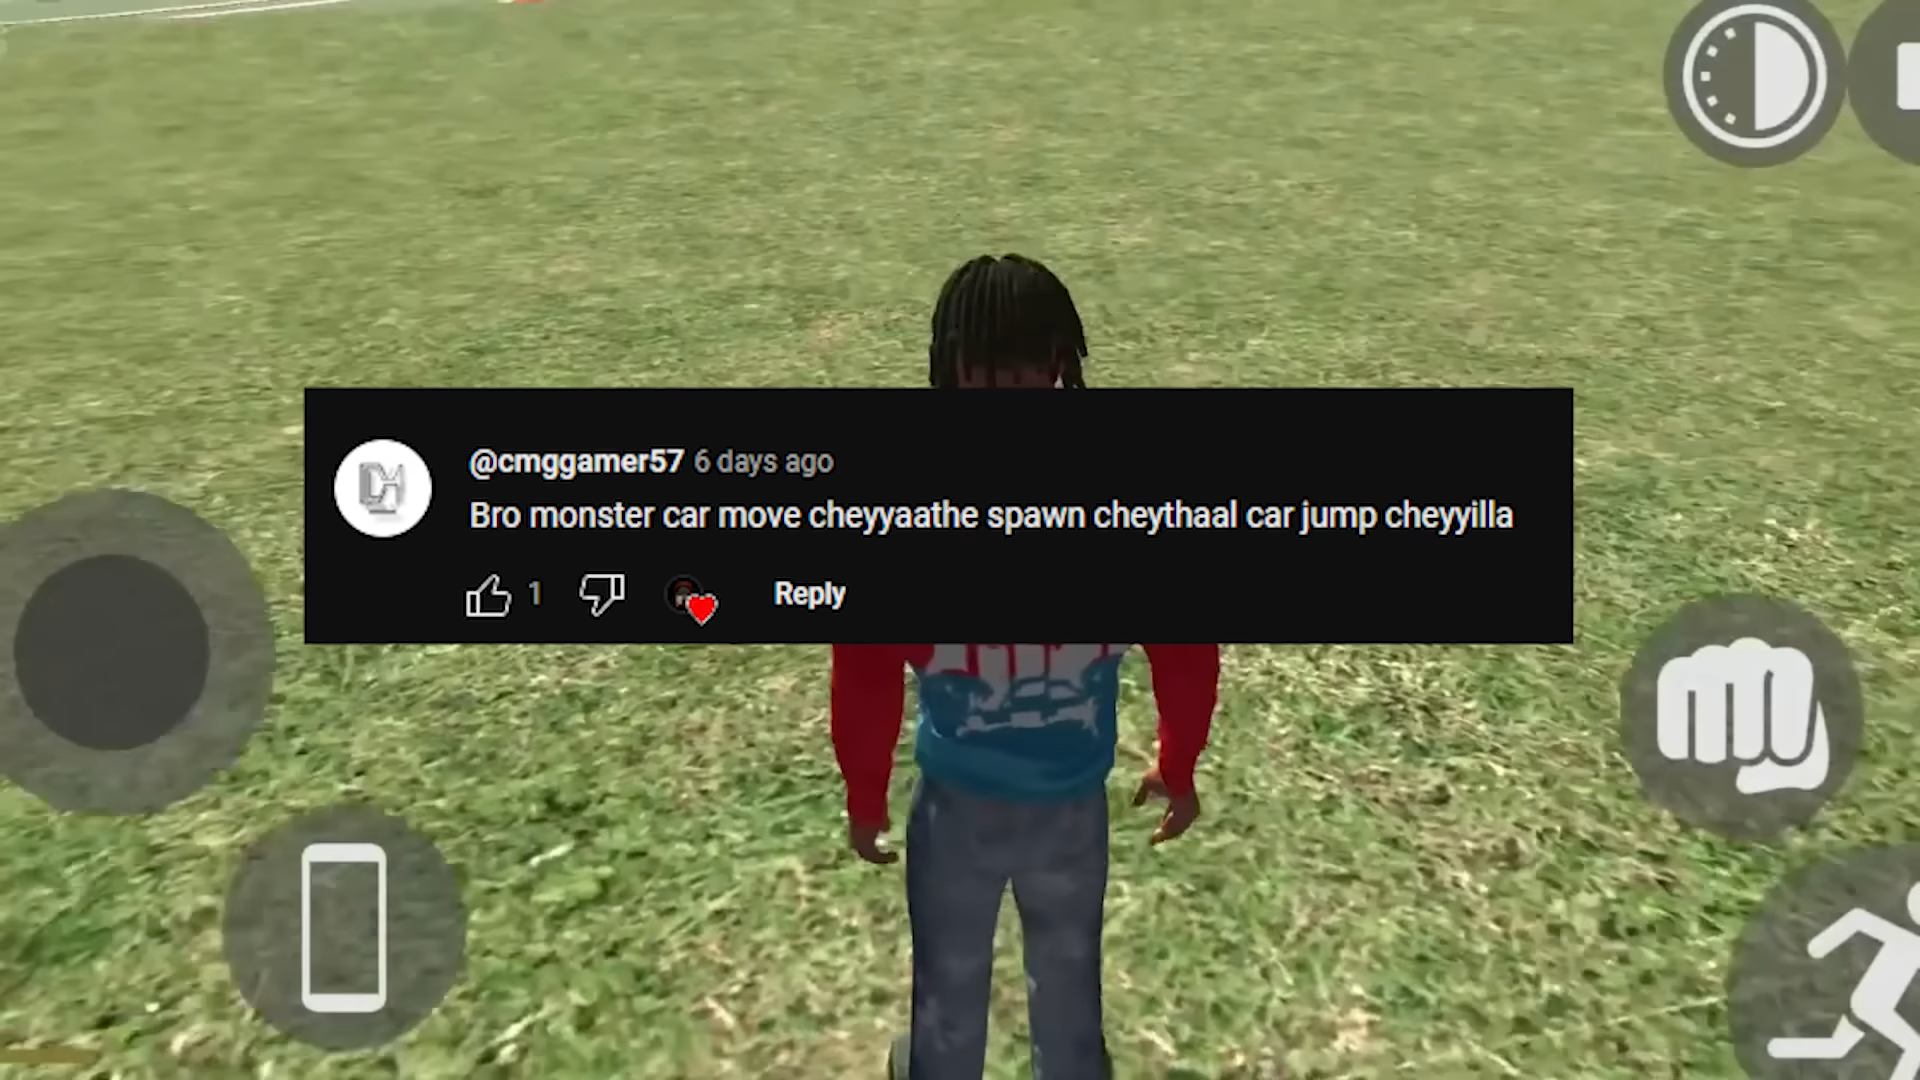 @cmggamer57 6 days ago
Bro monster car move cheyyaathe spawn cheythaal car jump cheyyilla
1
Reply